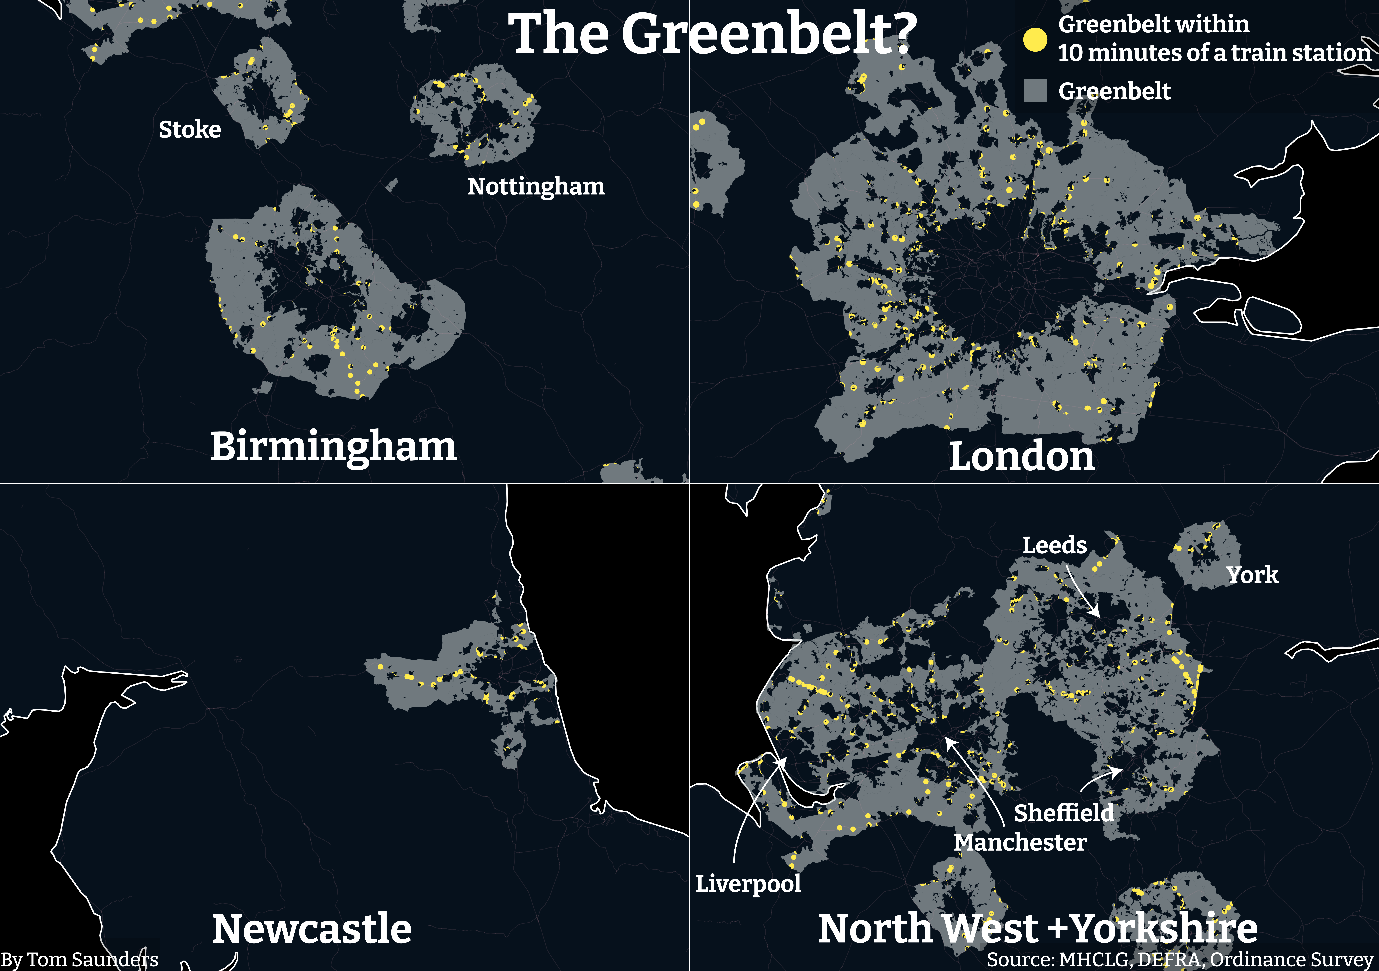 The Greenbelt?
Greenbelt within
10 minutes of a train station
Greenbelt
Stoke
Nottingham
Birmingham
London
Leeds
York
Sheffield
Manchester
Liverpool
Newcastle
North West +Yorkshire
By Tom Saunders
Source: MHCLG, DEFRA, Ordinance Survey